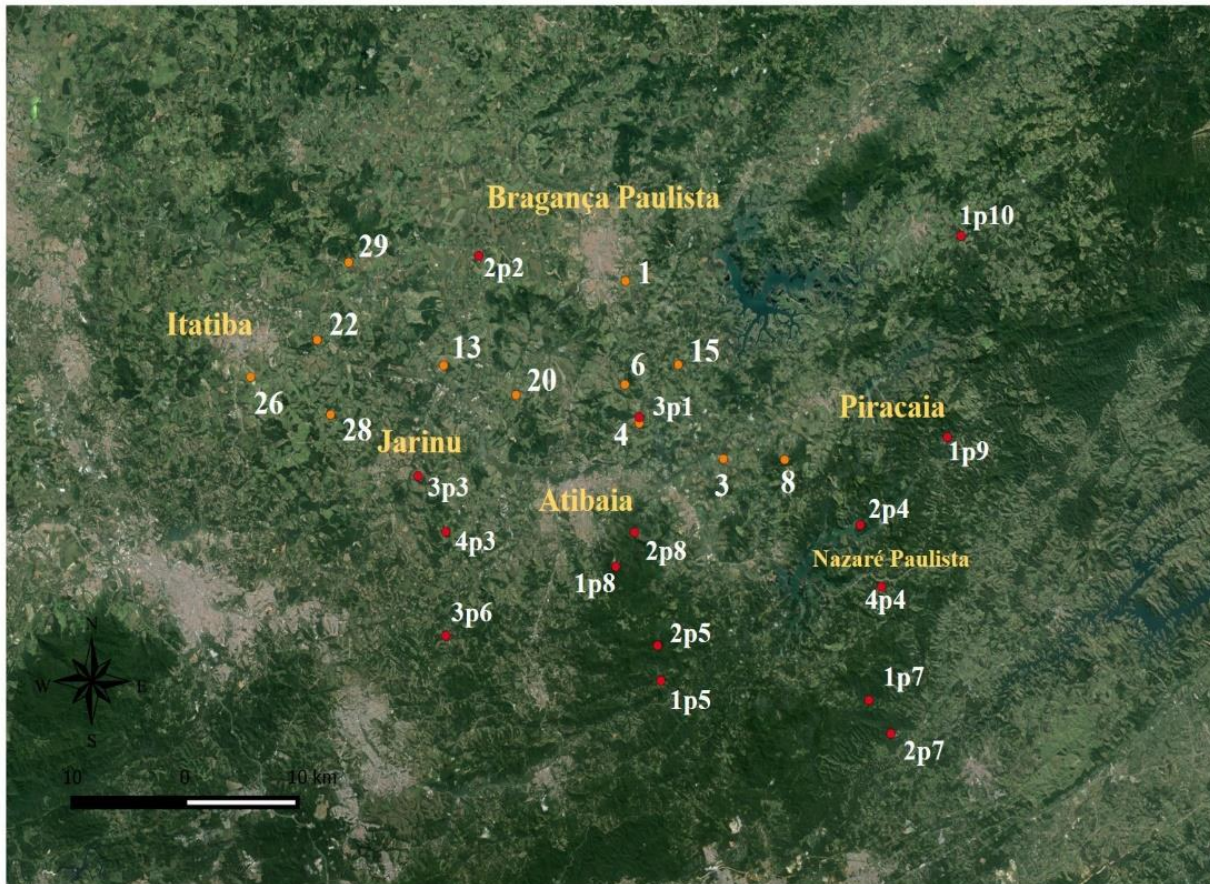 Bragança Paulista
1p10
29
2p2
1
Itatiba
22
13
6
15
20
26
3p1
Piracaia
28
4
Jarinu
1p9
3p3
3
8
Atibaia
2p4
4p3
2p8
Nazaré Paulista
1p8
4p4
3p6
2p5
N
W E
1p7
1p5
S
2p7
10 0 10 km